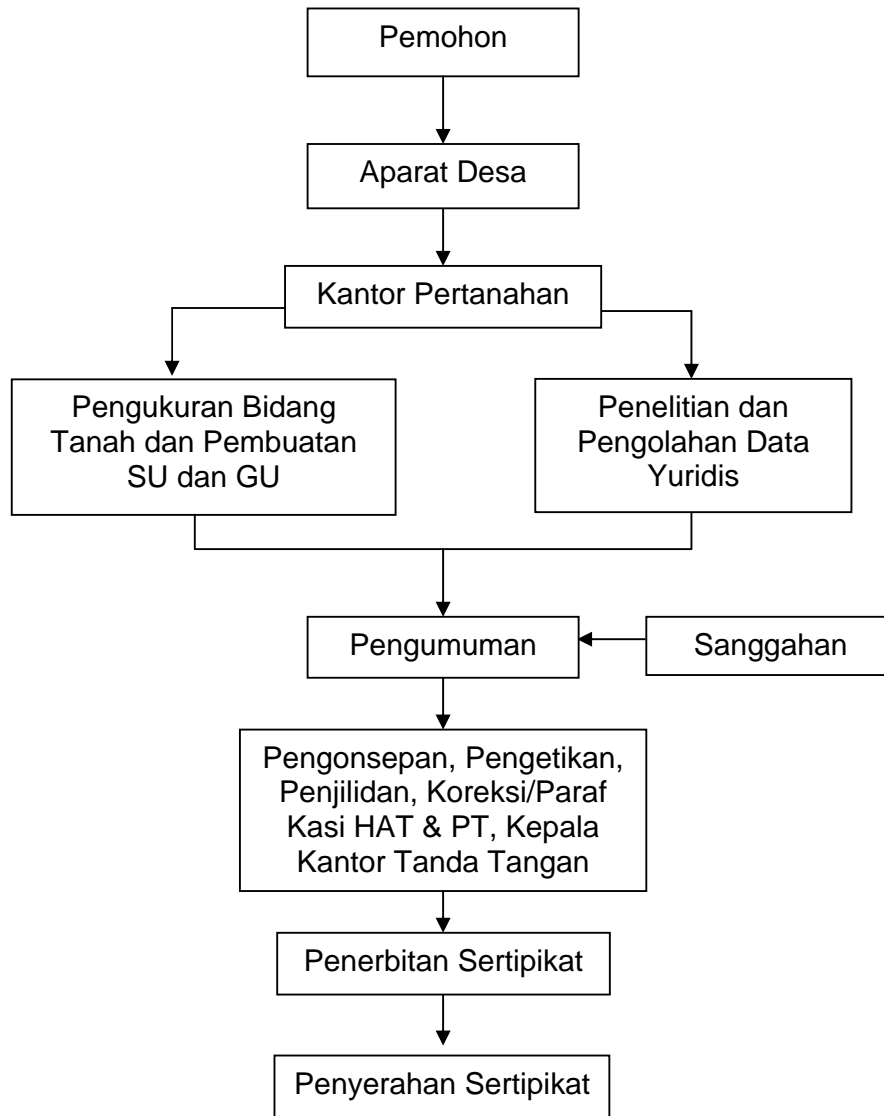 Pemohon
Aparat Desa
Kantor Pertanahan
Pengukuran Bidang
Tanah dan Pembuatan
SU dan GU
Penelitian dan
Pengolahan Data
Yuridis
Pengumuman
Sanggahan
Pengonsepan, Pengetikan,
Penjilidan, Koreksi/Paraf
Kasi HAT & PT, Kepala
Kantor Tanda Tangan
Penerbitan Sertipikat
Penyerahan Sertipikat